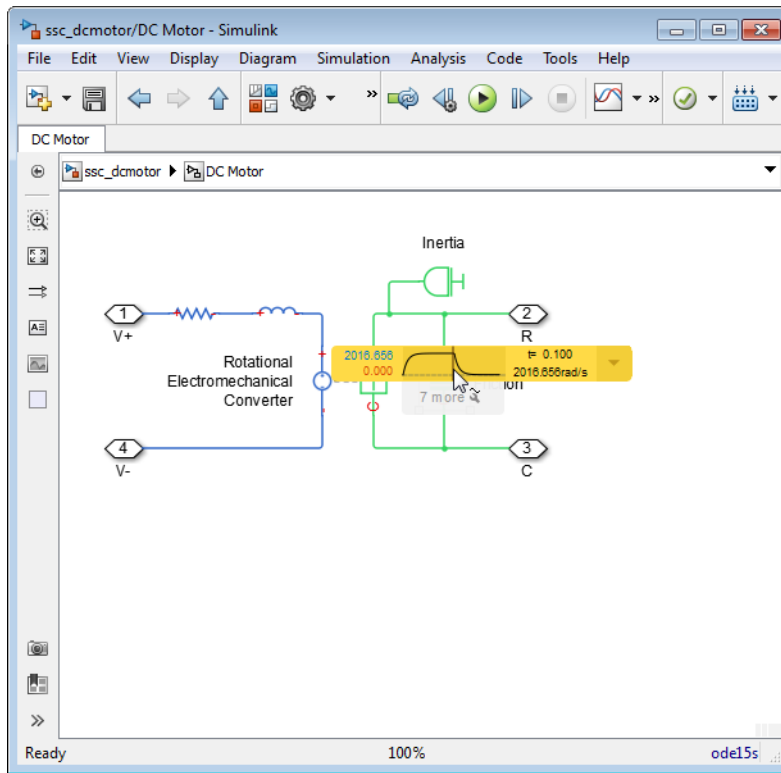 ssc_dcmotor/DC Motor - Simulink
File Edit View Display Diagram Simulation Analysis Code Tools Help
» »
DC Motor
ssc_dcmotor DC Motor
Inertia
1
V+
2
R
Rotational
Electromechanical
Converter
2016.656
0.000
t= 0.100
2016.656rad/s
7 more
C
4
V-
3
C
Ready 100% ode15s